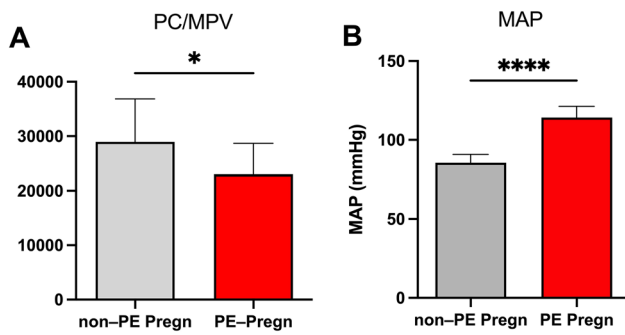 A
PC/MPV
*
40000
30000
20000
10000
0
non–PE Pregn
PE–Pregn
B
MAP
****
MAP (mmHg)
150
100
50
0
non–PE Pregn
PE Pregn